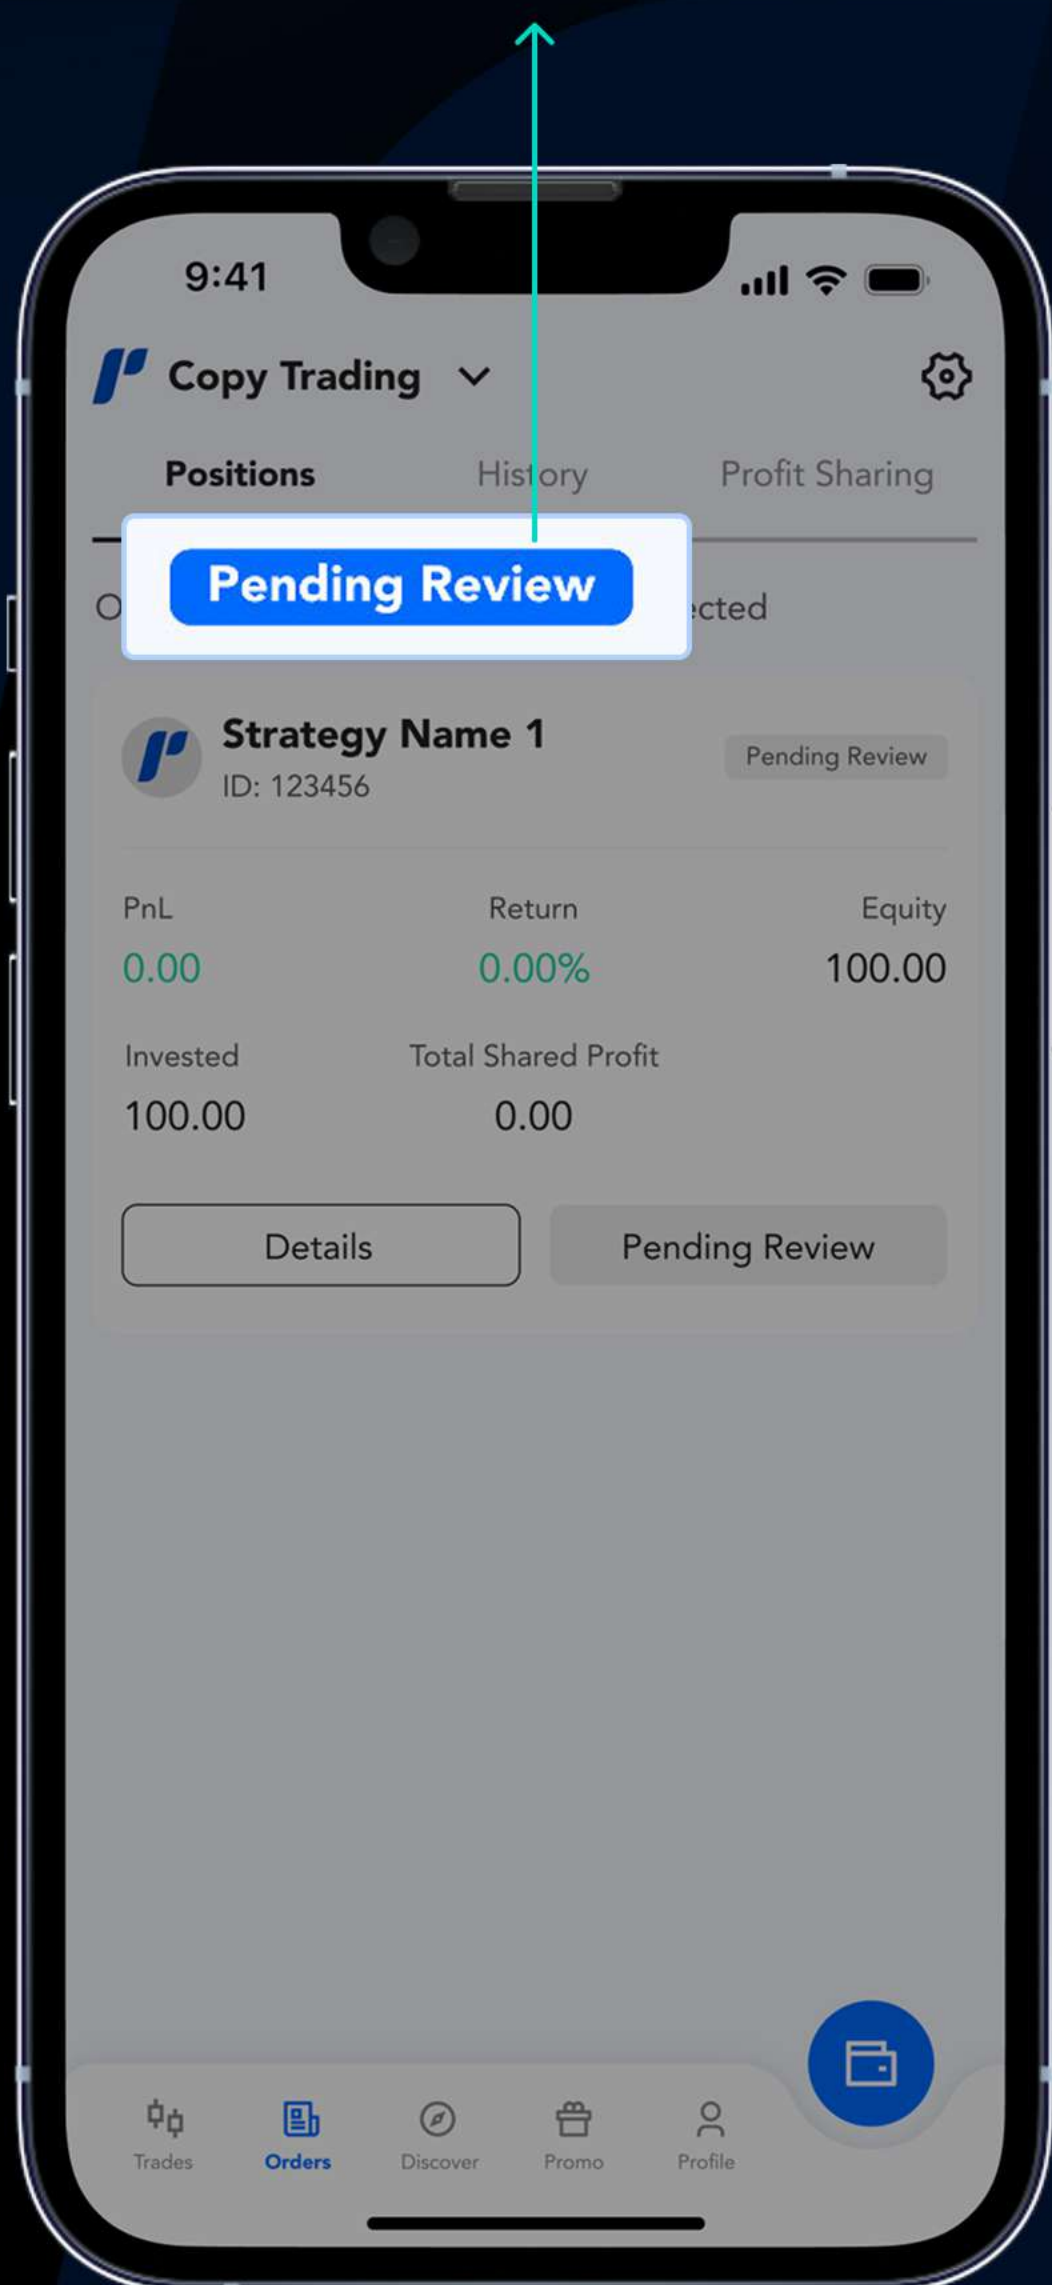 9:41
Copy Trading
Positions History Profit Sharing
Pending Review
Strategy Name 1
Pending Review
ID: 123456
PnL Return Equity
0.00 0.00% 100.00
Invested Total Shared Profit
100.00 0.00
Details Pending Review
Trades Orders Discover Promo Profile